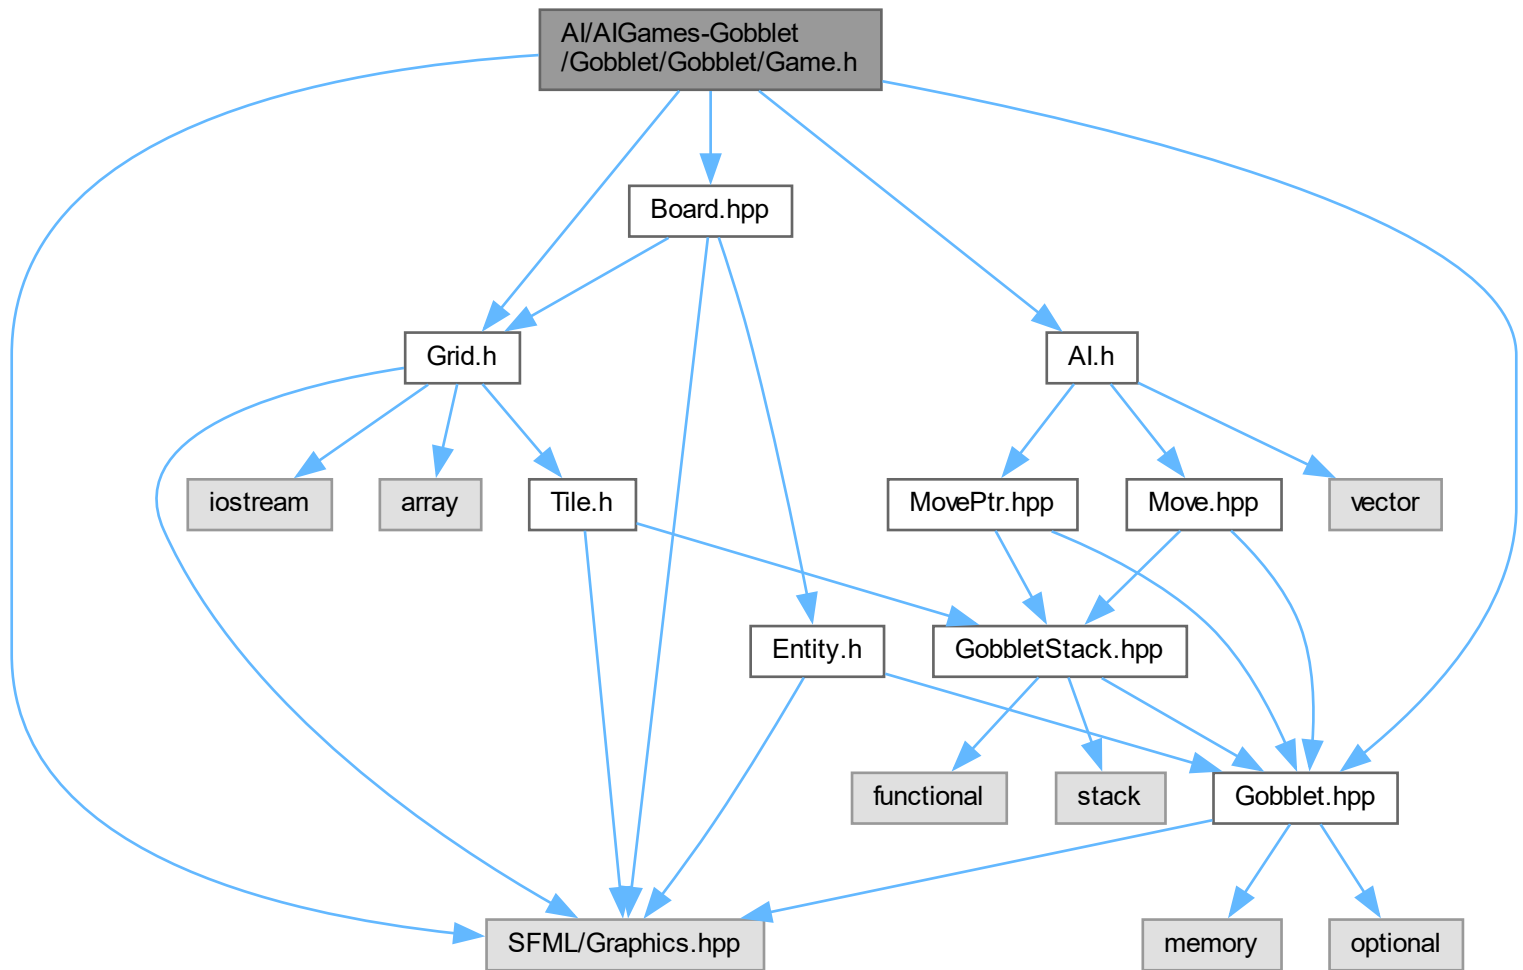 AI/AIGames-Gobblet
/Gobblet/Gobblet/Game.h
Board.hpp
Grid.h
AI.h
iostream
array
Tile.h
MovePtr.hpp
Move.hpp
vector
Entity.h
GobbletStack.hpp
functional
stack
Gobblet.hpp
SFML/Graphics.hpp
memory
optional